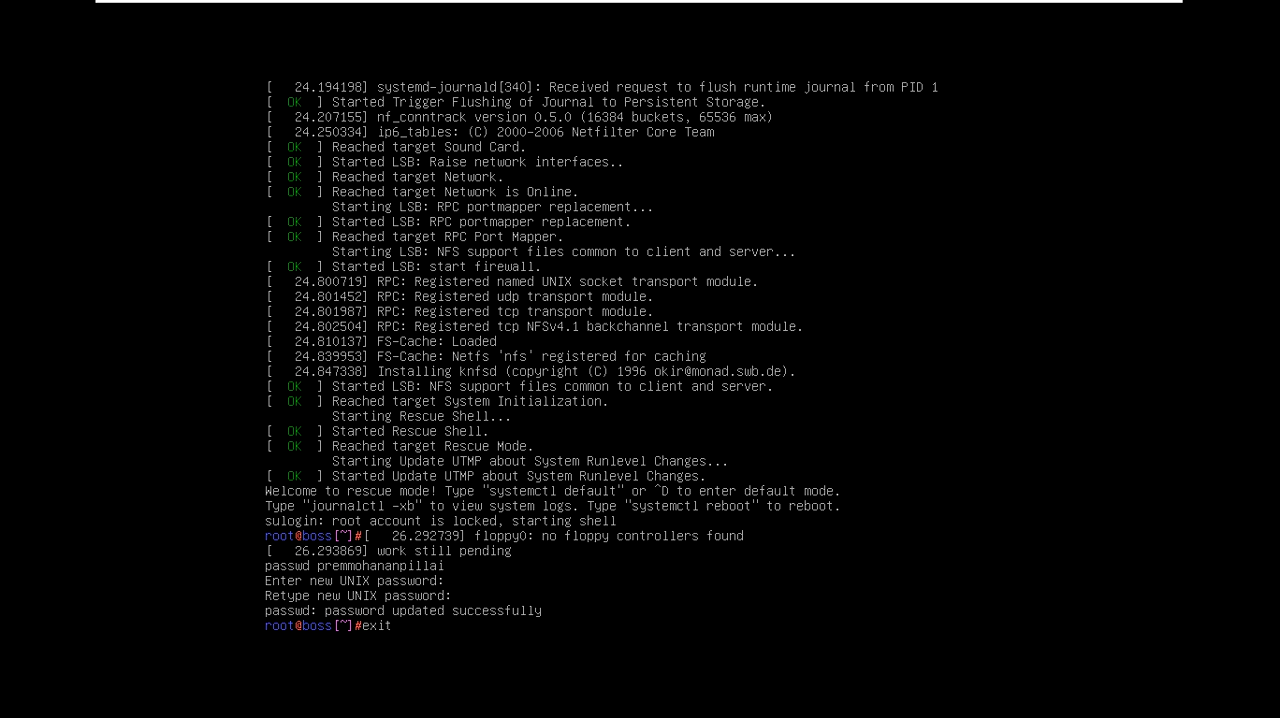 [   24.194198] systemd-journald[340]: Received request to flush runtime journal from PID 1
[  OK  ] Started Trigger Flushing of Journal to Persistent Storage.
[   24.207155] nf_conntrack version 0.5.0 (16384 buckets, 65536 max)
[   24.250334] ip6_tables: (C) 2000-2006 Netfilter Core Team
[  OK  ] Reached target Sound Card.
[  OK  ] Started LSB: Raise network interfaces..
[  OK  ] Reached target Network.
[  OK  ] Reached target Network is Online.
         Starting LSB: RPC portmapper replacement...
[  OK  ] Started LSB: RPC portmapper replacement.
[  OK  ] Reached target RPC Port Mapper.
         Starting LSB: NFS support files common to client and server...
[  OK  ] Started LSB: start firewall.
[   24.800719] RPC: Registered named UNIX socket transport module.
[   24.801452] RPC: Registered udp transport module.
[   24.801987] RPC: Registered tcp transport module.
[   24.802504] RPC: Registered tcp NFSv4.1 backchannel transport module.
[   24.810137] FS-Cache: Loaded
[   24.839953] FS-Cache: Netfs 'nfs' registered for caching
[   24.847338] Installing knfsd (copyright (C) 1996 okir@monad.swb.de).
[  OK  ] Started LSB: NFS support files common to client and server.
[  OK  ] Reached target System Initialization.
         Starting Rescue Shell...
[  OK  ] Started Rescue Shell.
[  OK  ] Reached target Rescue Mode.
         Starting Update UTMP about System Runlevel Changes...
[  OK  ] Started Update UTMP about System Runlevel Changes.
Welcome to rescue mode! Type "systemctl default" or ^D to enter default mode.
Type "journalctl -xb" to view system logs. Type "systemctl reboot" to reboot.
sulogin: root account is locked, starting shell
root@boss[~]#[   26.292739] floppy0: no floppy controllers found
[   26.293869] work still pending
passwd premmohananpillai
Enter new UNIX password:
Retype new UNIX password:
passwd: password updated successfully
root@boss[~]#exit